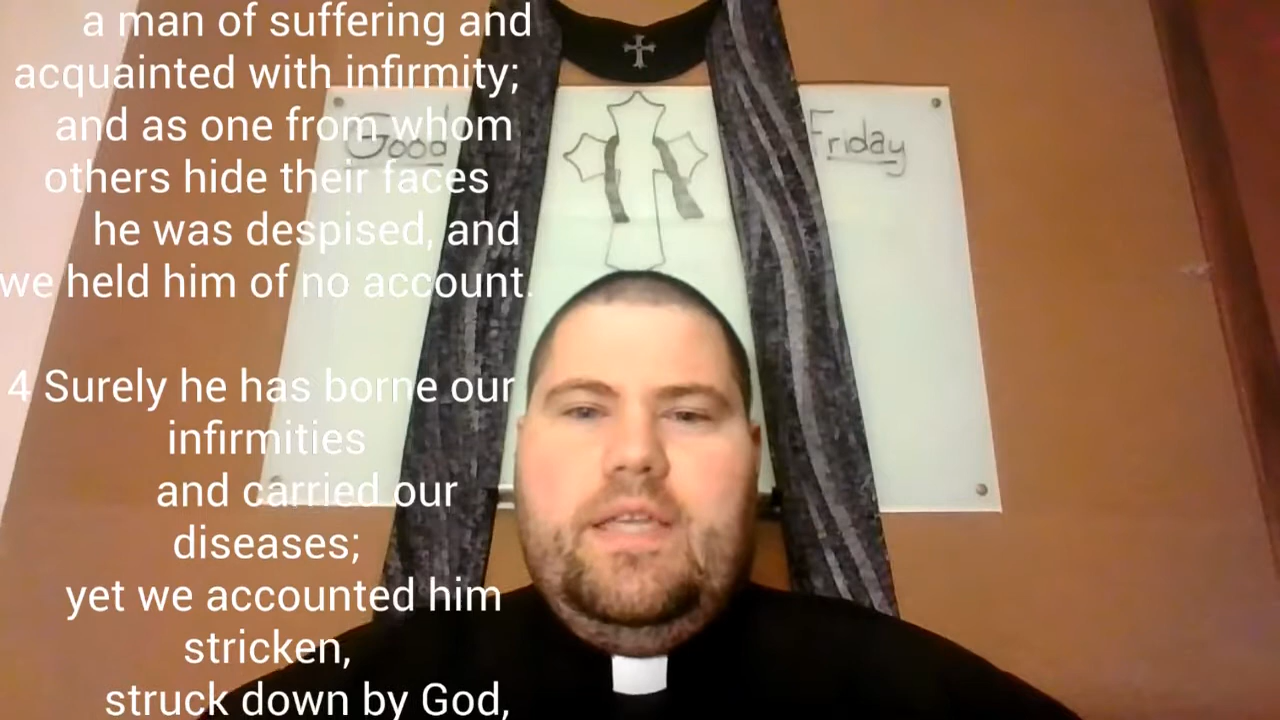 a man of suffering and
acquainted with infirmity;
and as one from whom
others hide their faces
he was despised, and
we held him of no account.
4 Surely he has borne our
infirmities
and carried our
diseases;
yet we accounted him
stricken,
struck down by God,
Good Friday